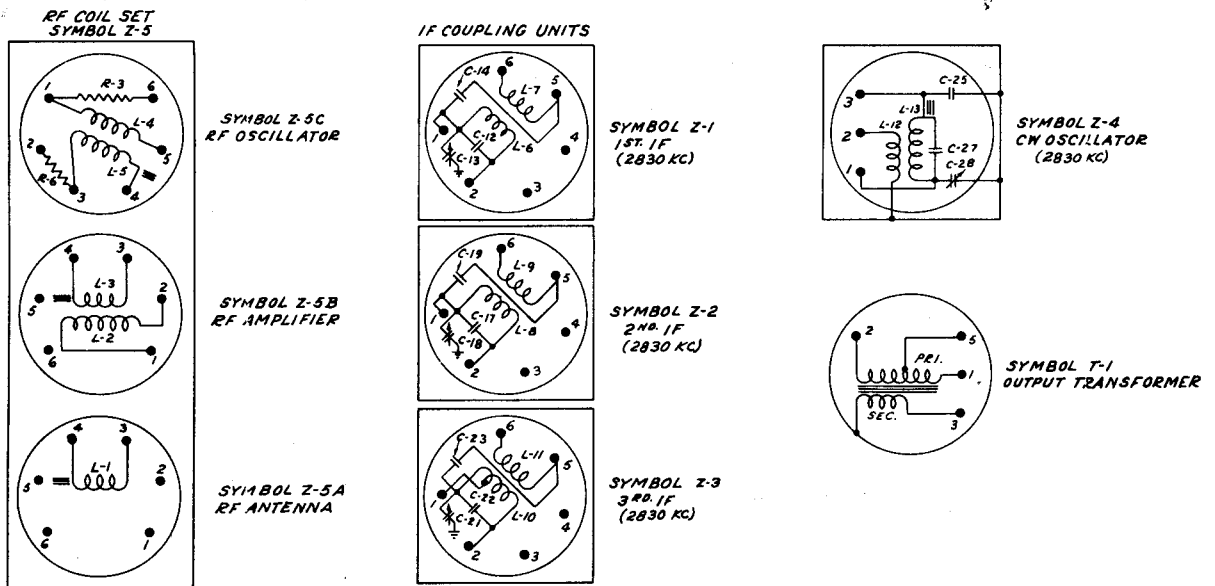 RF COIL SET
SYMBOL Z-5
1
R-3
6
L-4
2
5
L-5
R-6
3
4
SYMBOL Z-5C
RF OSCILLATOR
4
3
L-3
2
5
L-2
6
1
SYMBOL Z-5B
RF AMPLIFIER
4
3
L-1
2
5
6
1
SYMBOL Z-5A
RF ANTENNA
IF COUPLING UNITS
6
C-14
L-7
5
1
C-12
4
L-6
C-13
2
3
SYMBOL Z-1
1ST. IF
(2830 KC)
6
C-19
L-9
5
1
C-17
L-8
4
C-18
2
3
SYMBOL Z-2
2ND. IF
(2830 KC)
6
C-23
L-11
5
1
C-22
L-10
4
C-21
2
3
SYMBOL Z-3
3RD. IF
(2830 KC)
C-25
3
L-13
L-12
2
C-27
1
C-28
SYMBOL Z-4
CW OSCILLATOR
(2830 KC)
2
5
PRI.
1
SEC.
3
SYMBOL T-1
OUTPUT TRANSFORMER